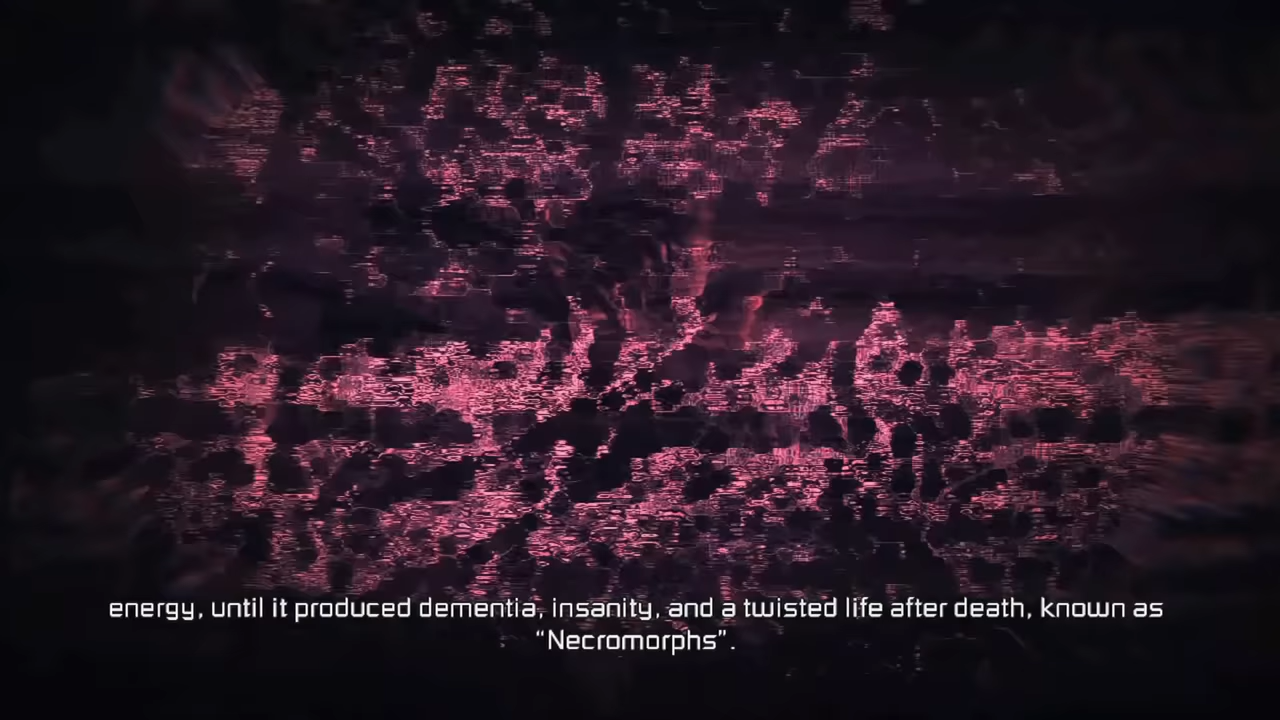 energy, until it produced dementia, insanity, and a twisted life after death, known as
“Necromorphs”.